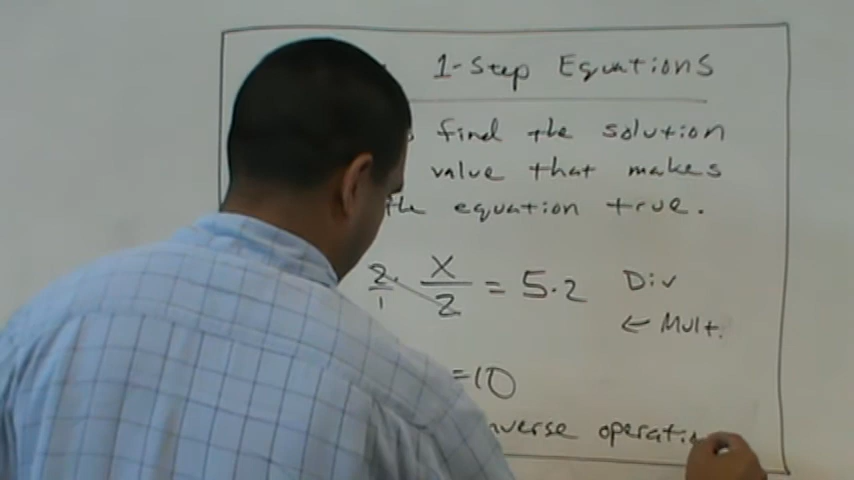 1-Step Equations
find the solution
value that makes
the equation true.
2/1 · X/2 = 5·2 Div
← Mult.
=10
nverse operati